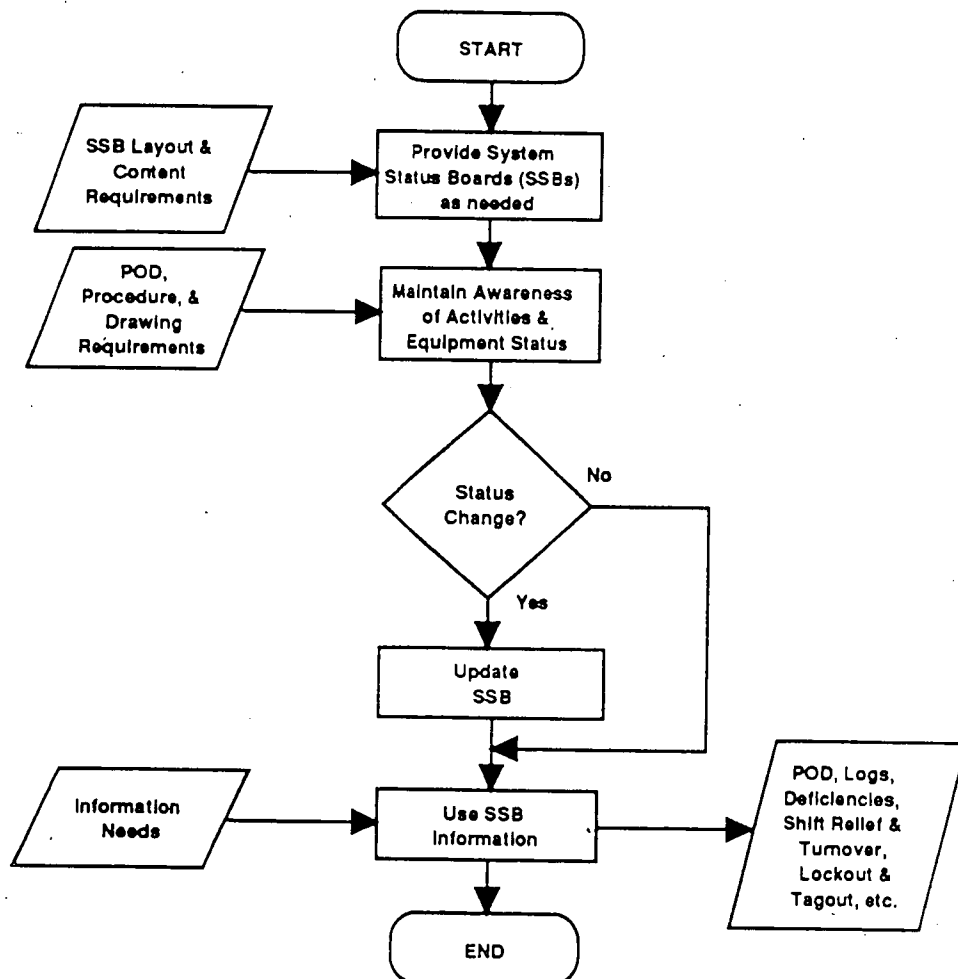 START
SSB Layout &
Content
Requirements
Provide System
Status Boards (SSBs)
as needed
POD,
Procedure, &
Drawing
Requirements
Maintain Awareness
of Activities &
Equipment Status
Status
Change?
No
Yes
Update
SSB
Information
Needs
Use SSB
Information
POD, Logs,
Deficiencies,
Shift Relief &
Turnover,
Lockout &
Tagout, etc.
END